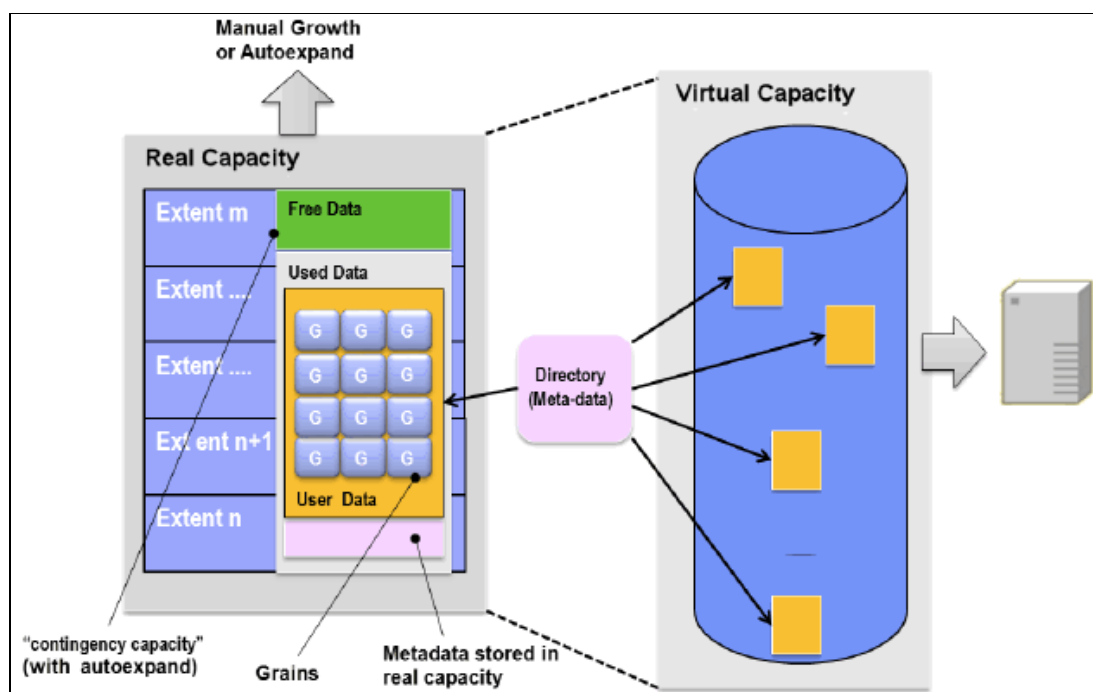 Manual Growth
or Autoexpand
Real Capacity
Virtual Capacity
Extent m
Free Data
Used Data
Extent ....
G G G
G G G
Extent ....
G G G
Ext ent n+1
G G G
User Data
Extent n
Directory
(Meta-data)
"contingency capacity"
(with autoexpand)
Grains
Metadata stored in
real capacity